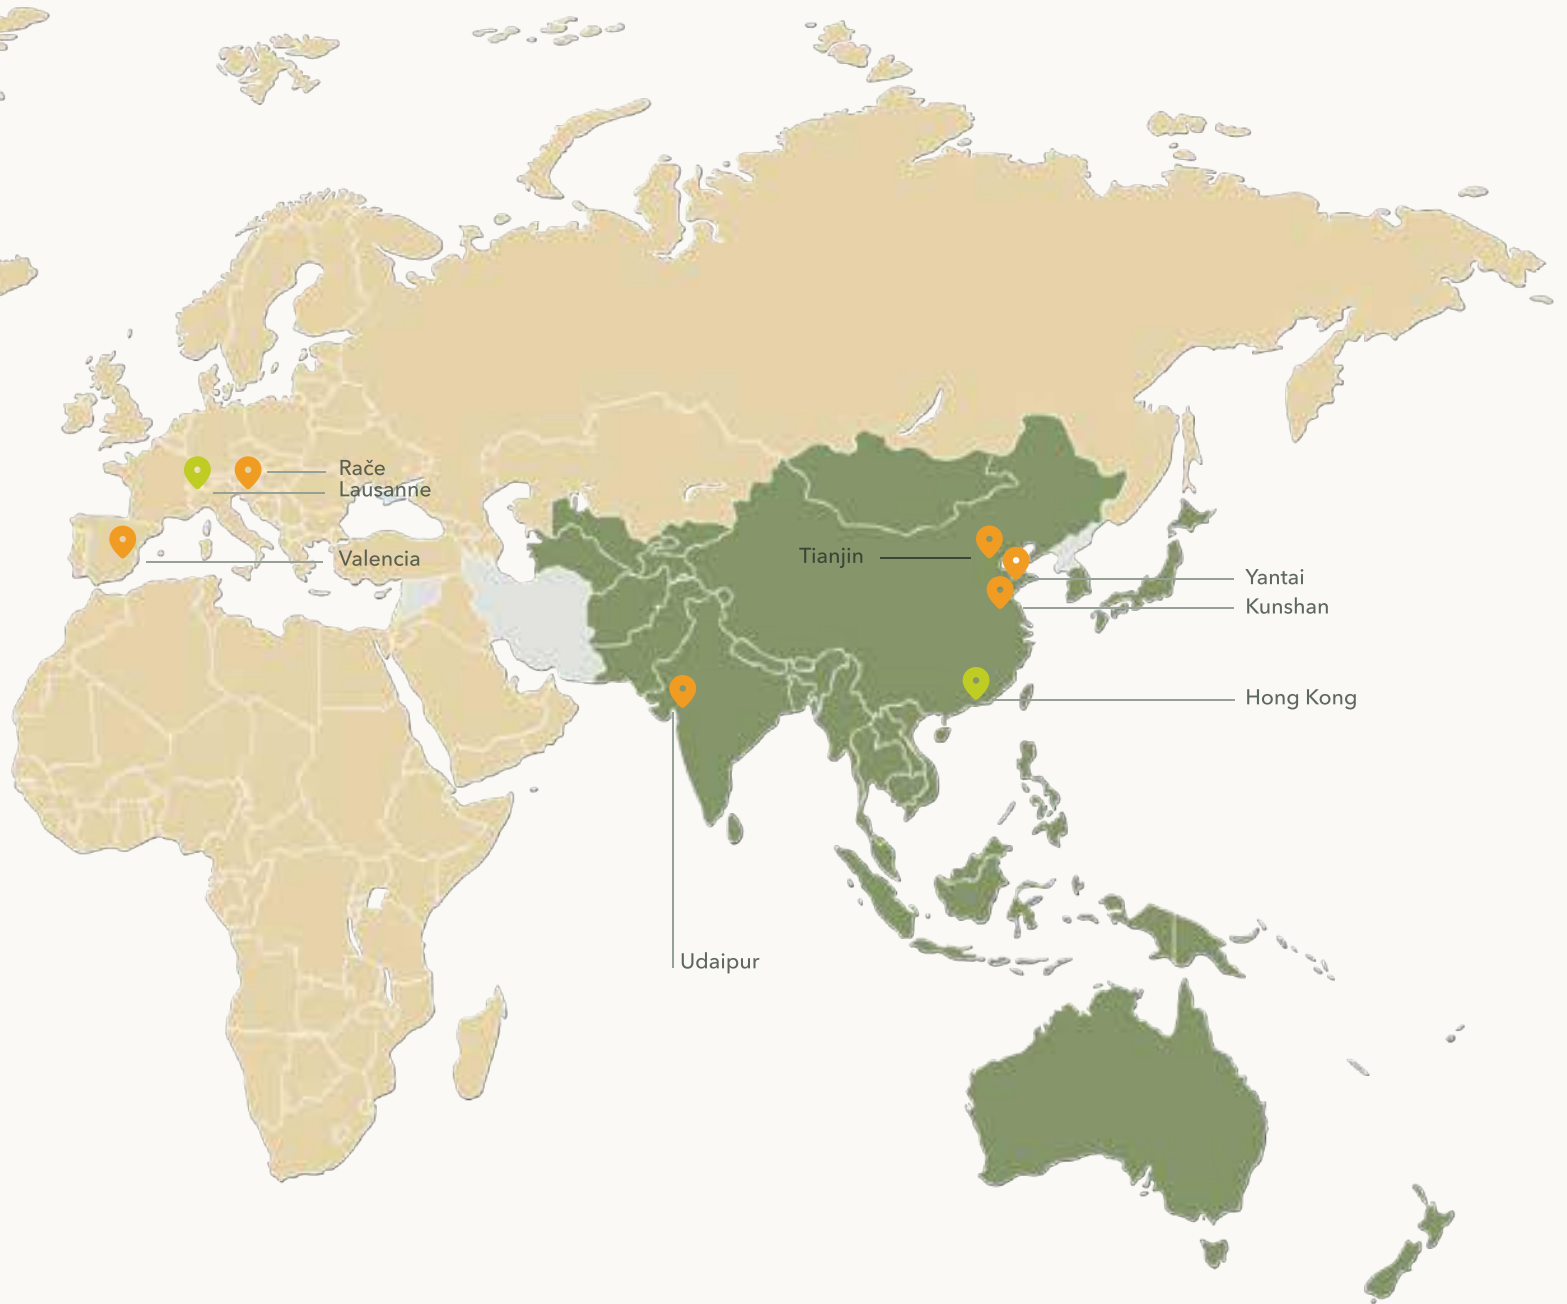 Rače
Lausanne
Valencia
Tianjin
Yantai
Kunshan
Hong Kong
Udaipur